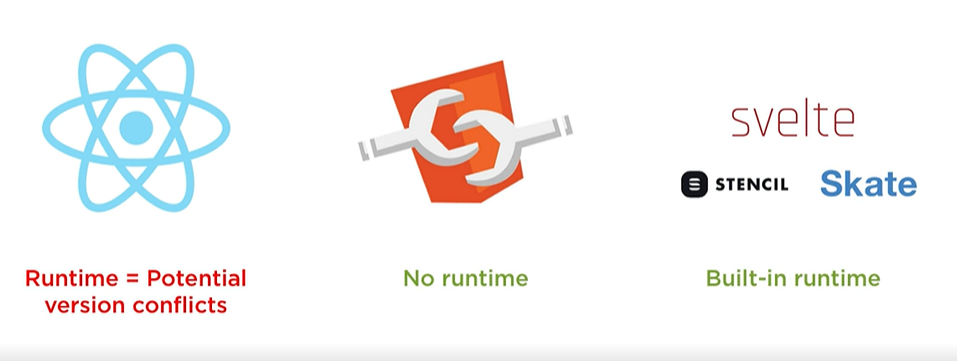 svelte
STENCIL Skate
Runtime = Potential
version conflicts
No runtime
Built-in runtime